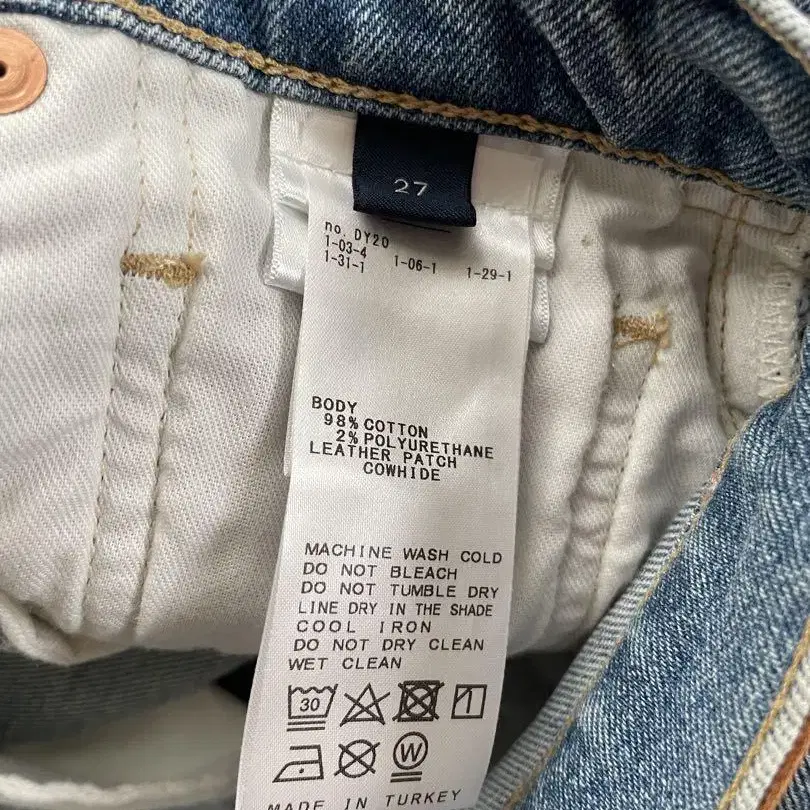 27
no. DY20
1-03-4
1-31-1 1-06-1 1-29-1
BODY
98% COTTON
2% POLYURETHANE
LEATHER PATCH
COWHIDE
MACHINE WASH COLD
DO NOT BLEACH
DO NOT TUMBLE DRY
LINE DRY IN THE SHADE
COOL IRON
DO NOT DRY CLEAN
WET CLEAN
30
W
MADE IN TURKEY